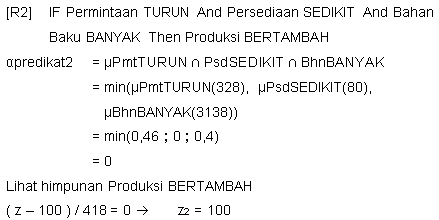 [R2] IF Permintaan TURUN And Persediaan SEDIKIT And Bahan
Baku BANYAK Then Produksi BERTAMBAH
αpredikat2 = μPmtTURUN ∩ PsdSEDIKIT ∩ BhnBANYAK
= min(μPmtTURUN(328), μPsdSEDIKIT(80),
μBhnBANYAK(3138))
= min(0,46 ; 0 ; 0,4)
= 0
Lihat himpunan Produksi BERTAMBAH
( z – 100 ) / 418 = 0 → z₂ = 100